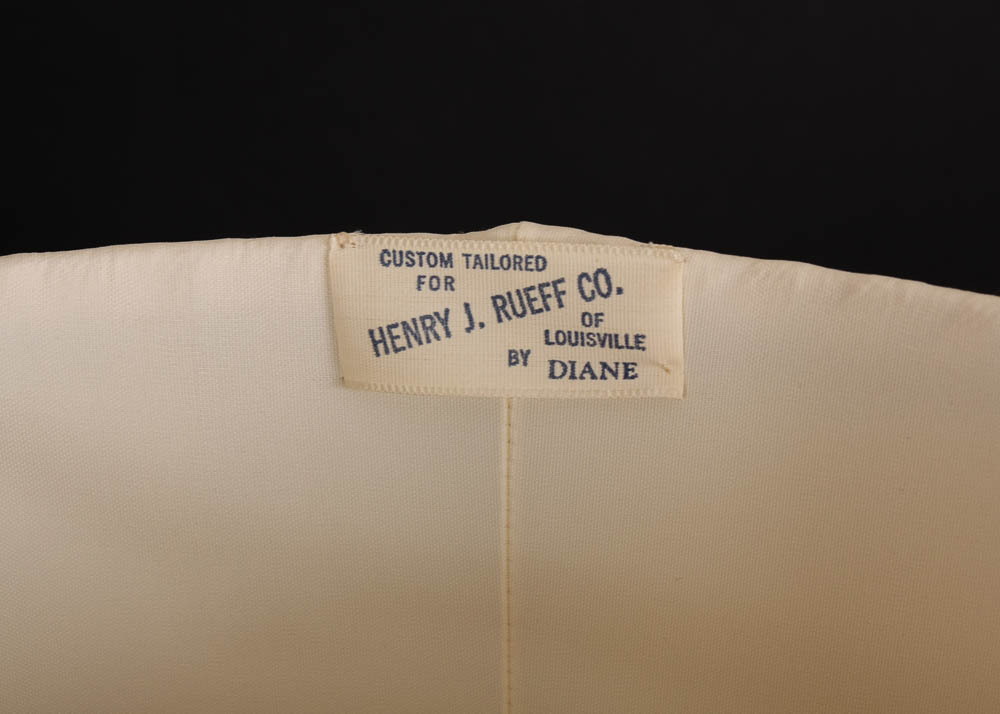 CUSTOM TAILORED
FOR
HENRY J. RUEFF CO.
OF
LOUISVILLE
BY DIANE